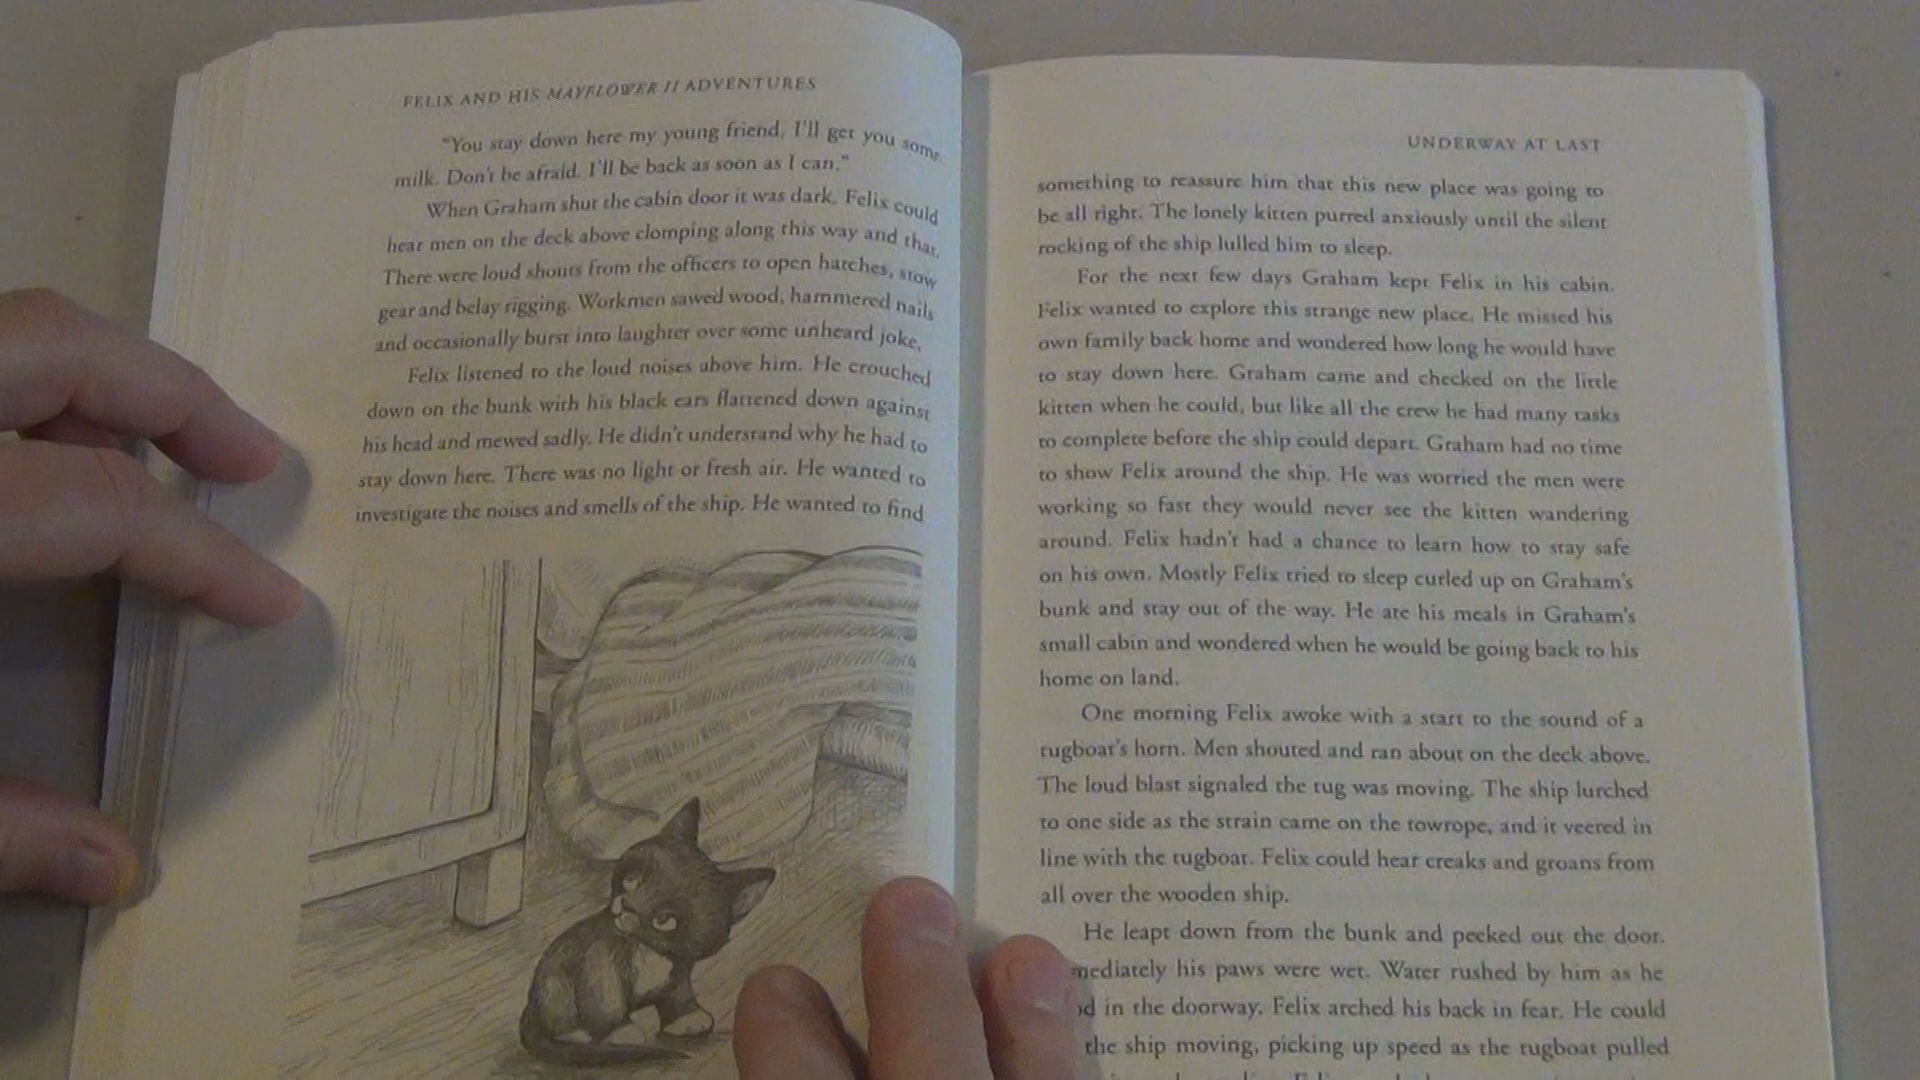 FELIX AND HIS MAYFLOWER II ADVENTURES
"You stay down here my young friend, I'll get you some
milk. Don't be afraid. I'll be back as soon as I can."
When Graham shut the cabin door it was dark. Felix could
hear men on the deck above clomping along this way and that.
There were loud shouts from the officers to open hatches, stow
gear and belay rigging. Workmen sawed wood, hammered nails
and occasionally burst into laughter over some unheard joke.
Felix listened to the loud noises above him. He crouched
down on the bunk with his black ears flattened down against
his head and mewed sadly. He didn't understand why he had to
stay down here. There was no light or fresh air. He wanted to
investigate the noises and smells of the ship. He wanted to find
UNDERWAY AT LAST
something to reassure him that this new place was going to
be all right. The lonely kitten purred anxiously until the silent
rocking of the ship lulled him to sleep.
For the next few days Graham kept Felix in his cabin.
Felix wanted to explore this strange new place. He missed his
own family back home and wondered how long he would have
to stay down here. Graham came and checked on the little
kitten when he could, but like all the crew he had many tasks
to complete before the ship could depart. Graham had no time
to show Felix around the ship. He was worried the men were
working so fast they would never see the kitten wandering
around. Felix hadn't had a chance to learn how to stay safe
on his own. Mostly Felix tried to sleep curled up on Graham's
bunk and stay out of the way. He ate his meals in Graham's
small cabin and wondered when he would be going back to his
home on land.
One morning Felix awoke with a start to the sound of a
tugboat's horn. Men shouted and ran about on the deck above.
The loud blast signaled the tug was moving. The ship lurched
to one side as the strain came on the towrope, and it veered in
line with the tugboat. Felix could hear creaks and groans from
all over the wooden ship.
He leapt down from the bunk and peeked out the door.
mediately his paws were wet. Water rushed by him as he
od in the doorway. Felix arched his back in fear. He could
the ship moving, picking up speed as the tugboat pulled